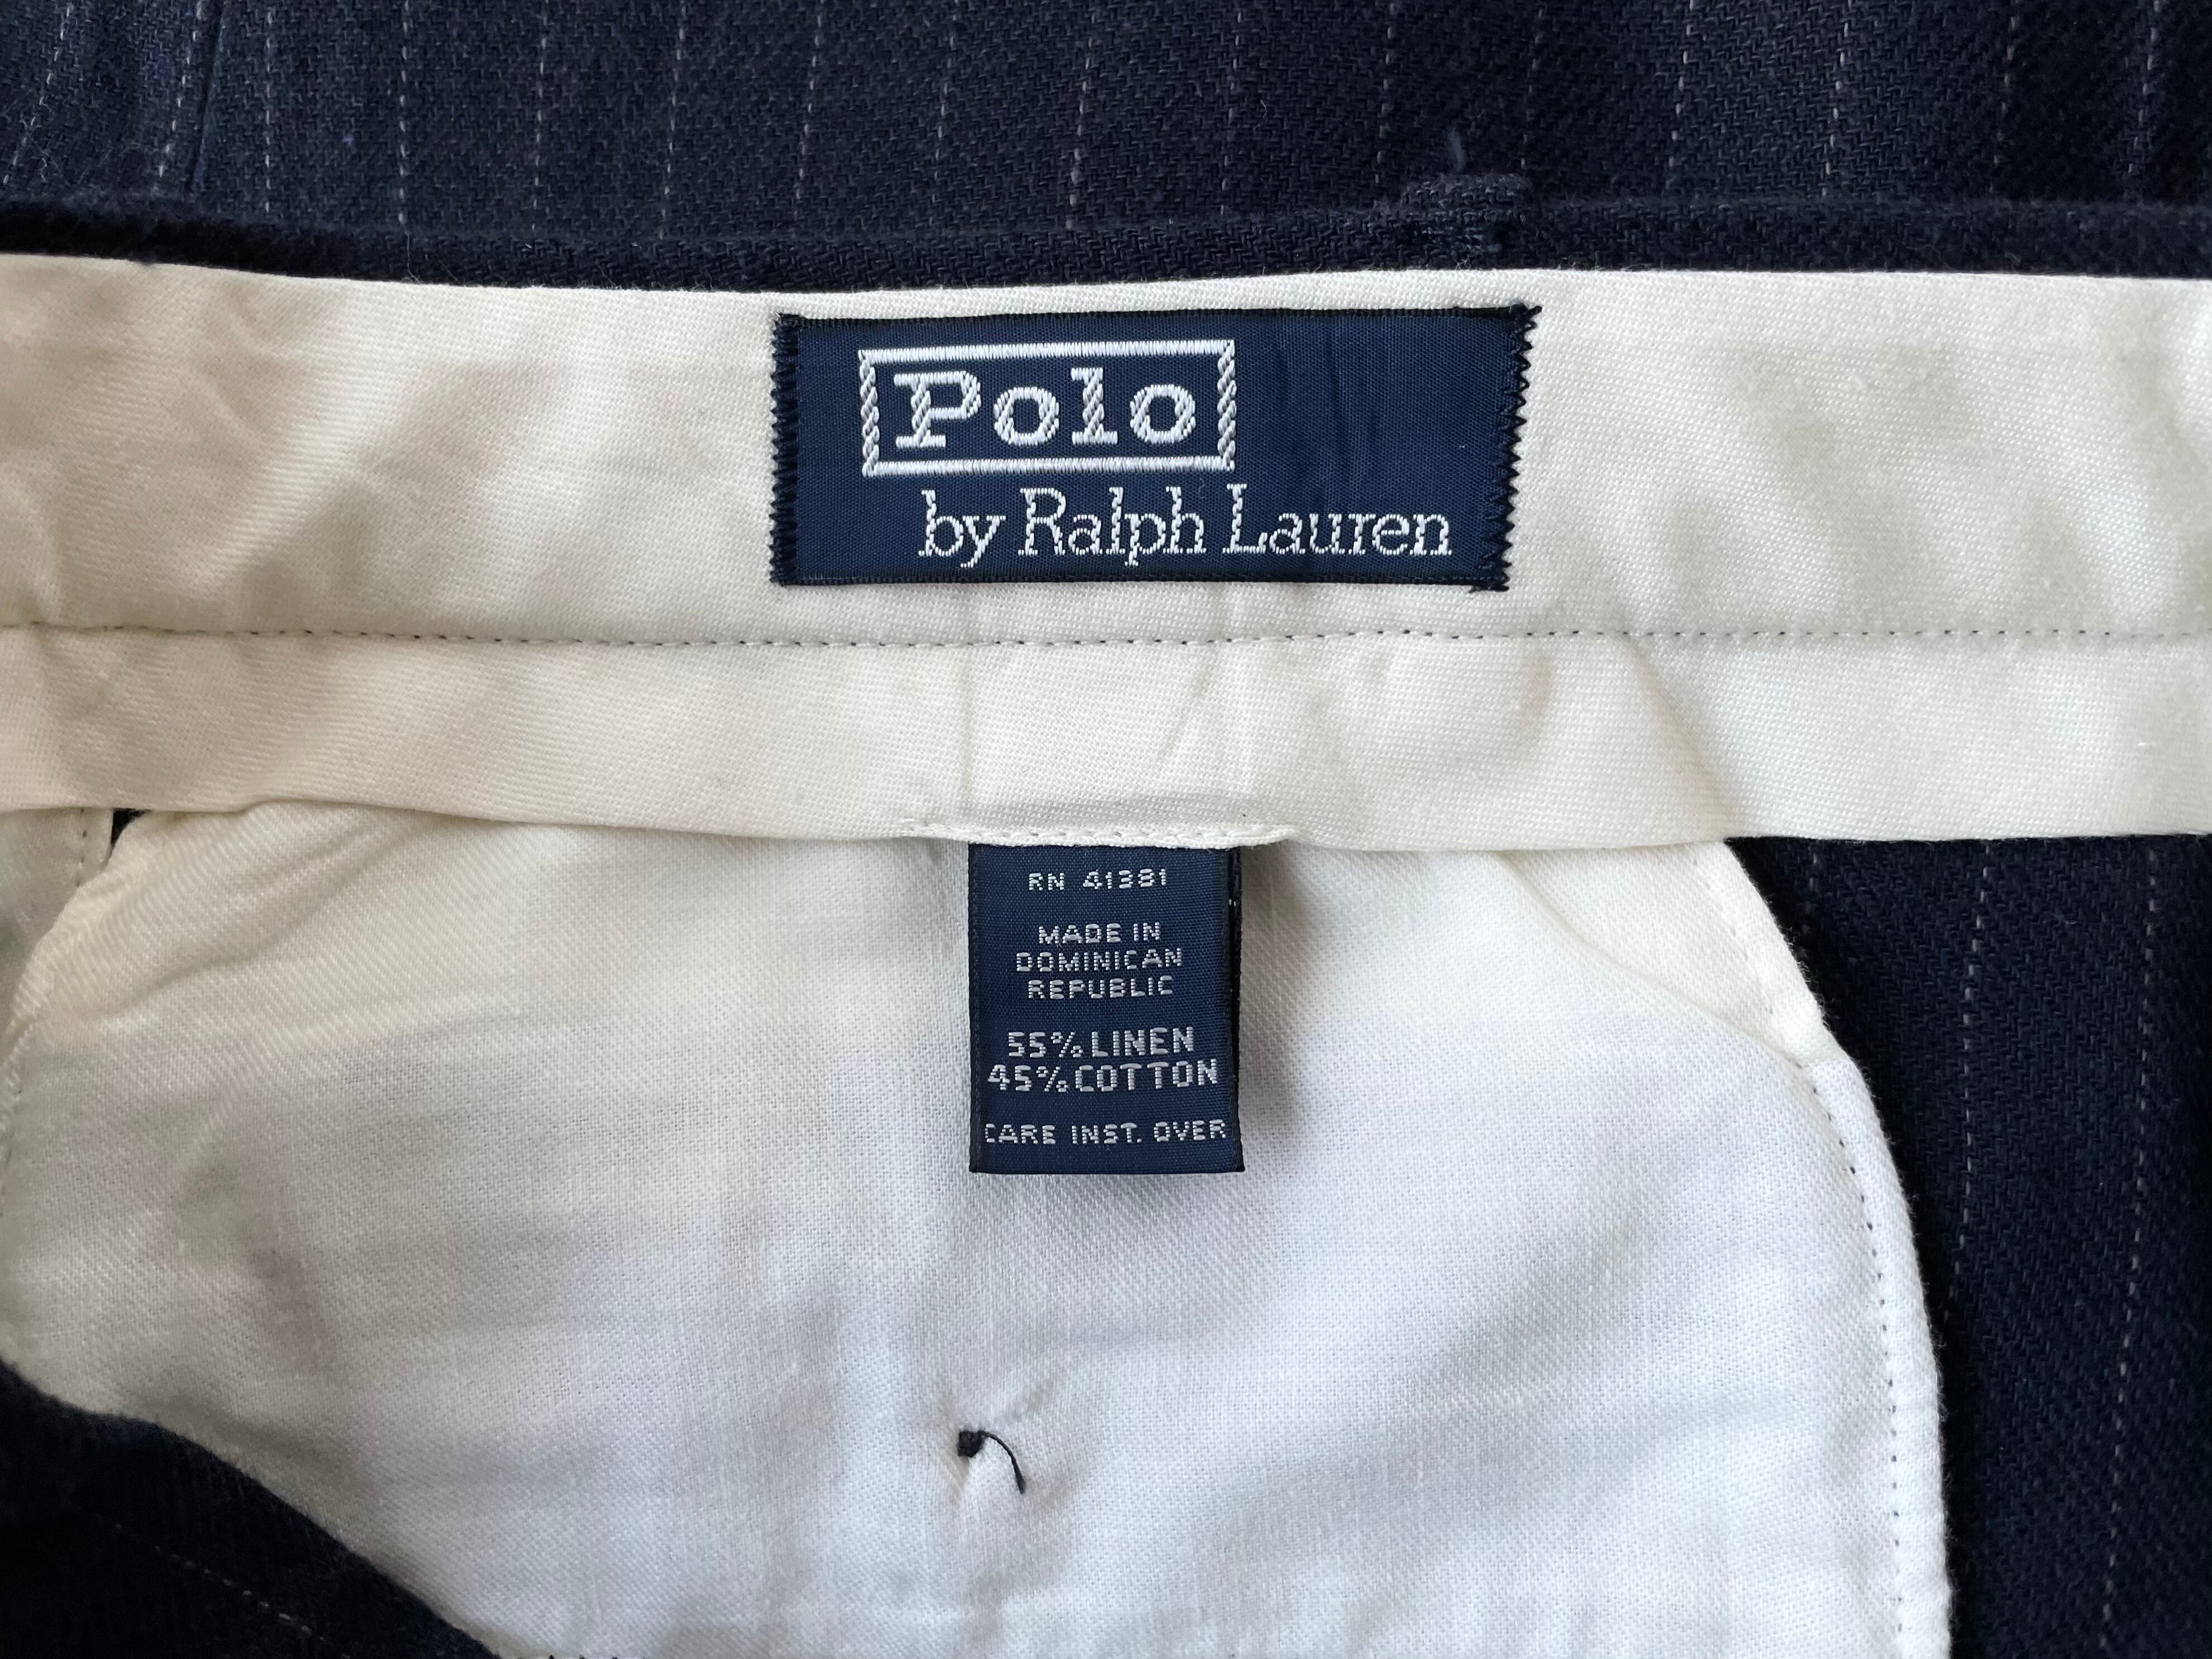 Polo
by Ralph Lauren
RN 41381
MADE IN
DOMINICAN
REPUBLIC
55% LINEN
45% COTTON
CARE INST. OVER